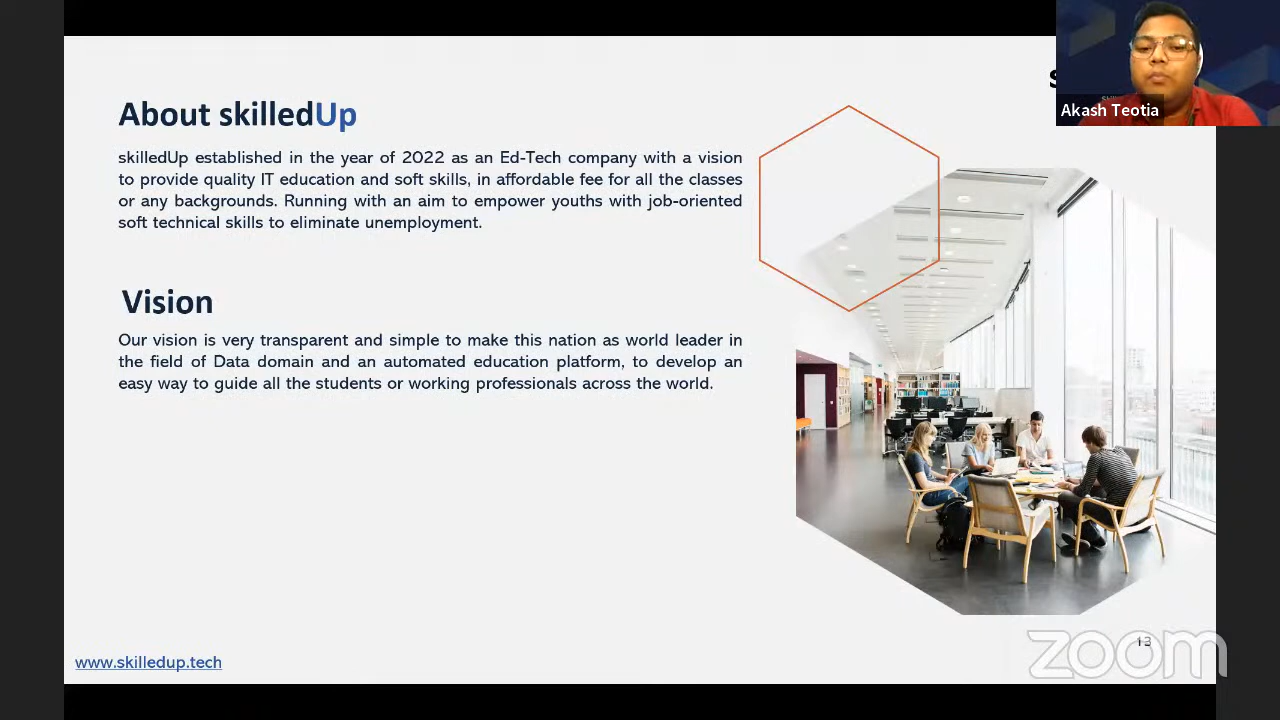 Akash Teotia
About skilledUp
skilledUp established in the year of 2022 as an Ed-Tech company with a vision
to provide quality IT education and soft skills, in affordable fee for all the classes
or any backgrounds. Running with an aim to empower youths with job-oriented
soft technical skills to eliminate unemployment.
Vision
Our vision is very transparent and simple to make this nation as world leader in
the field of Data domain and an automated education platform, to develop an
easy way to guide all the students or working professionals across the world.
13
zoom
www.skilledup.tech